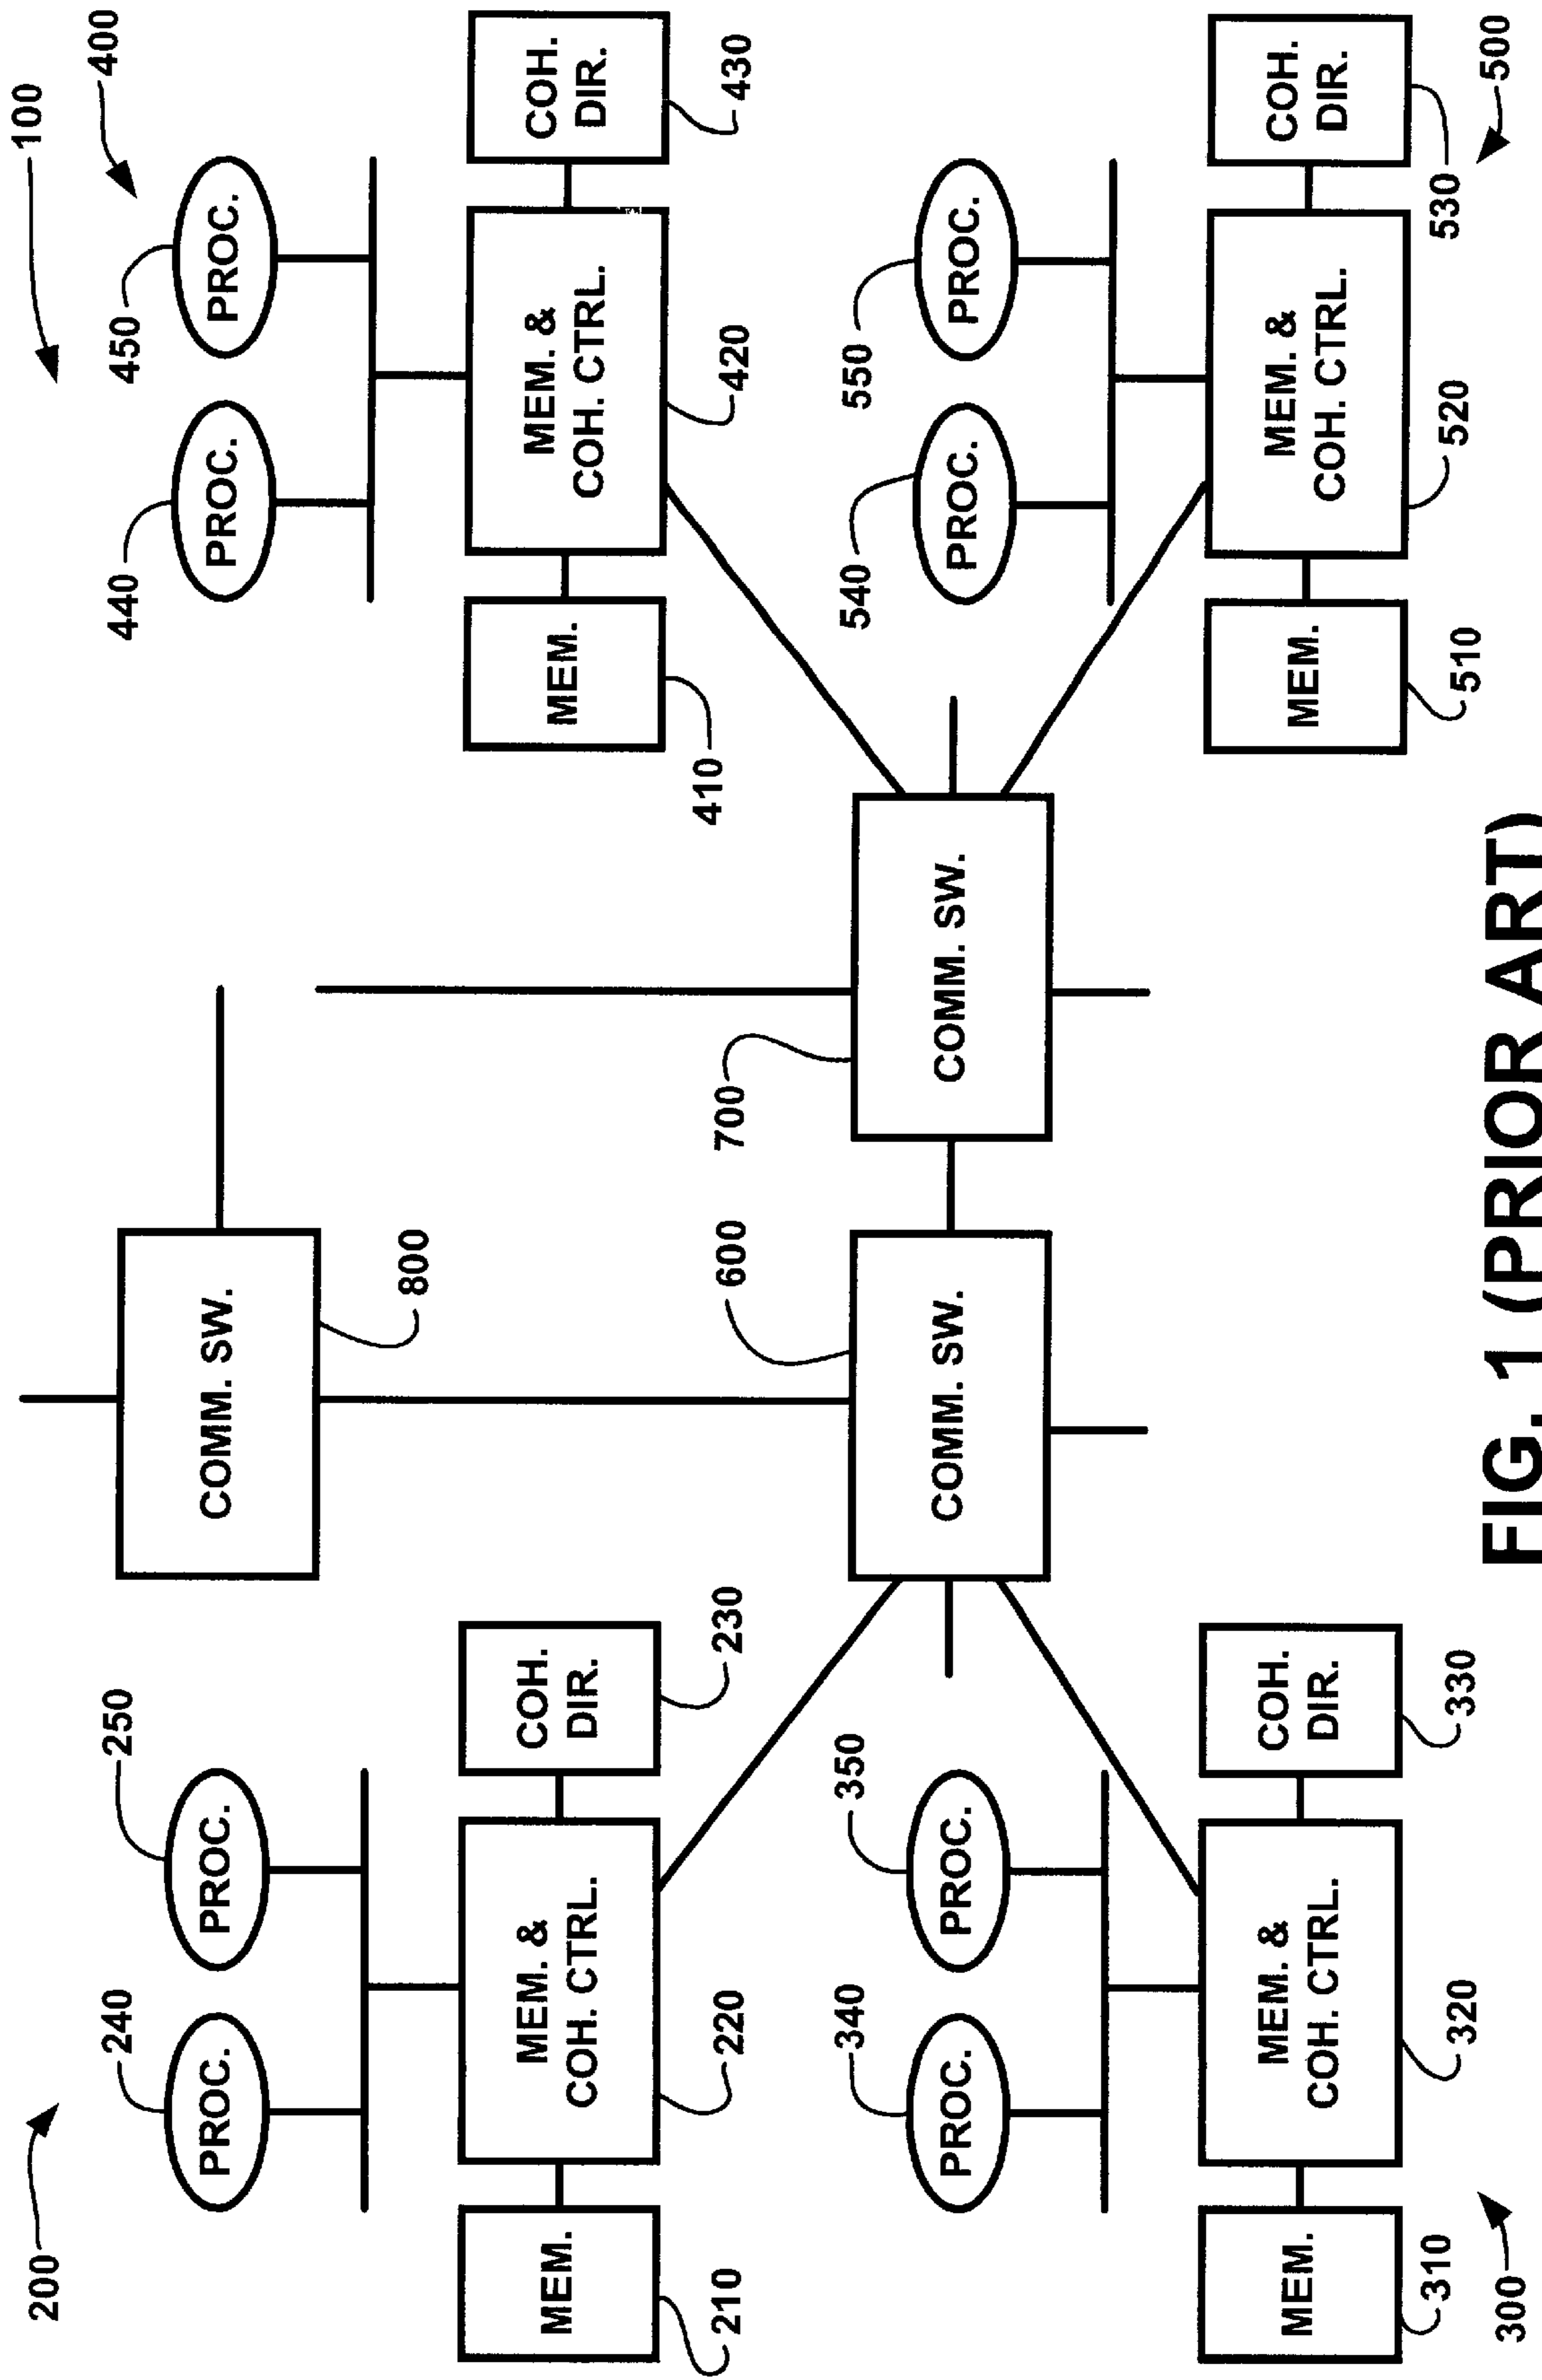 100
200
400
240
250
440
450
PROC.
PROC.
COMM. SW.
PROC.
PROC.
800
MEM.
MEM. &
COH. CTRL.
COH.
DIR.
MEM.
MEM. &
COH. CTRL.
COH.
DIR.
210
220
230
410
420
430
340
350
600
700
540
550
PROC.
PROC.
COMM. SW.
COMM. SW.
PROC.
PROC.
MEM.
MEM. &
COH. CTRL.
COH.
DIR.
MEM.
MEM. &
COH. CTRL.
COH.
DIR.
310
320
330
510
520
530
300
500
FIG. 1 (PRIOR ART)